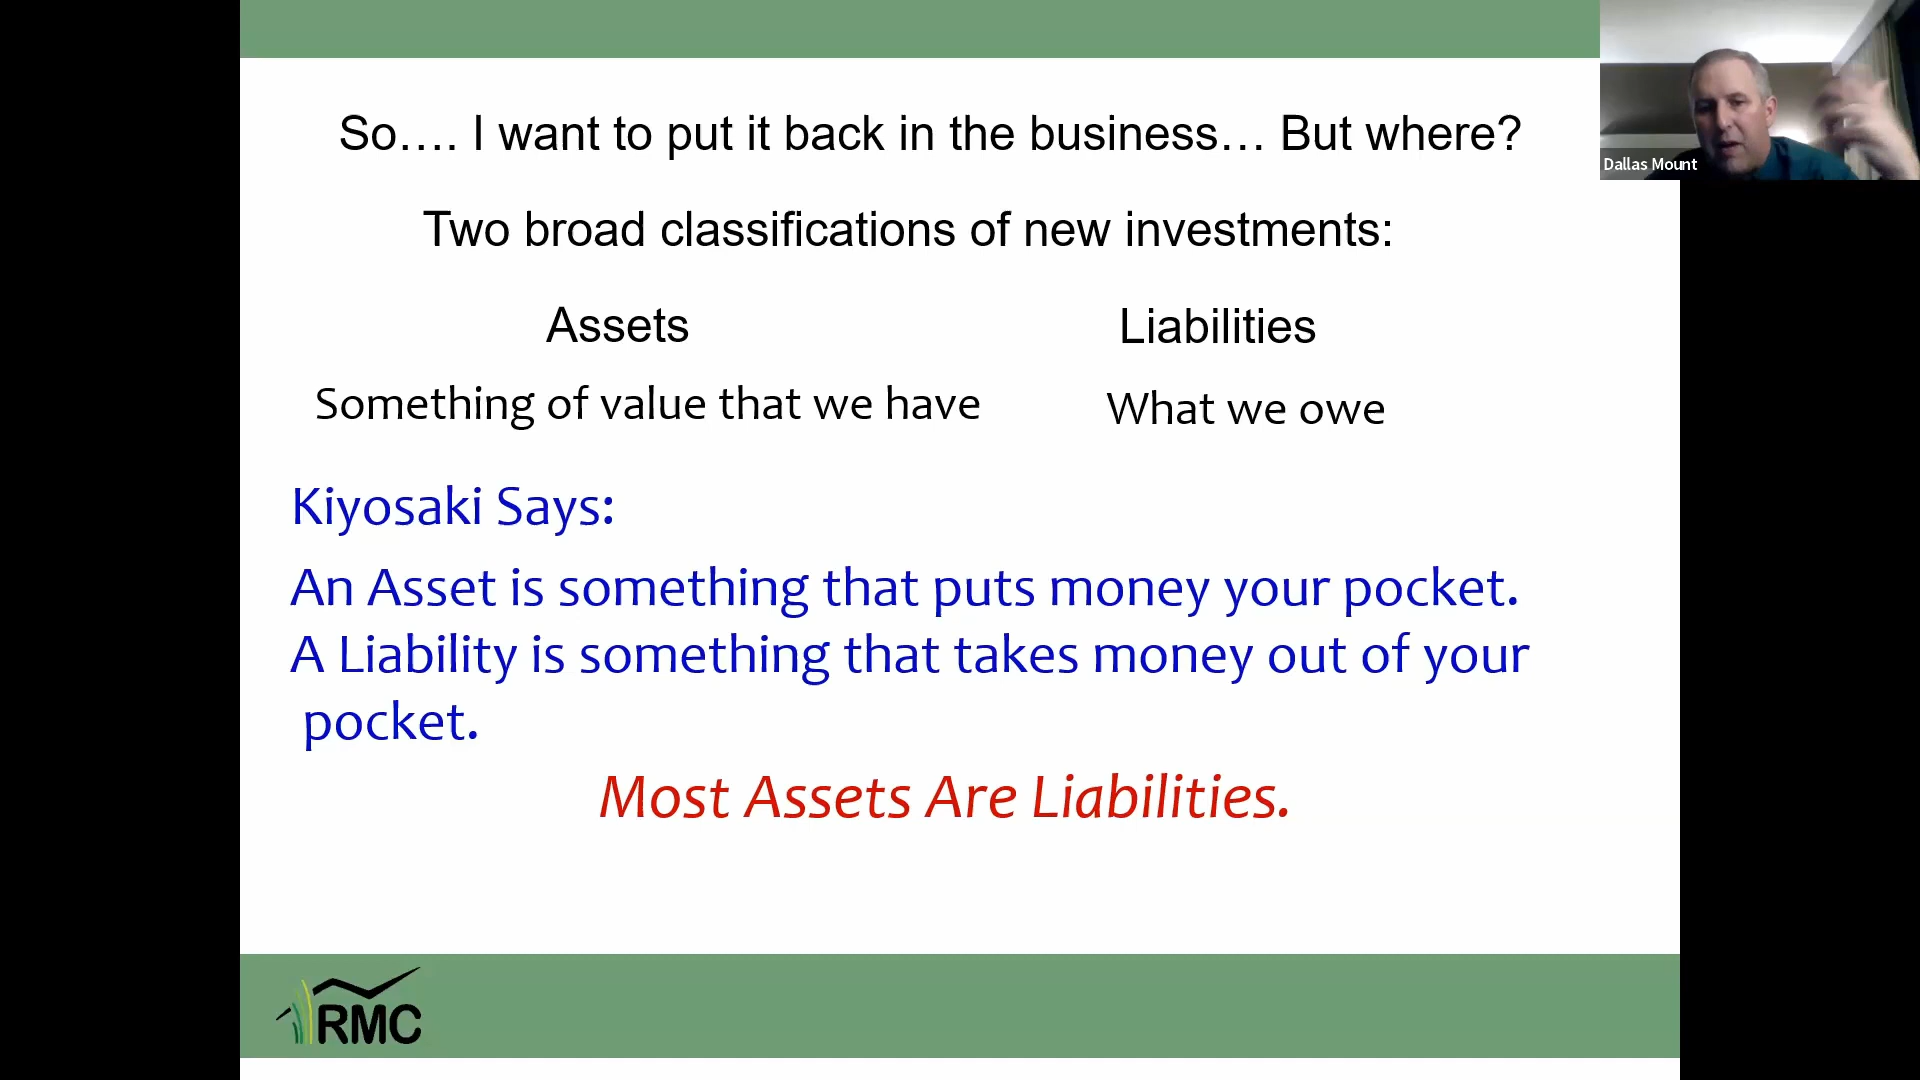 So…. I want to put it back in the business… But where?
Dallas Mount
Two broad classifications of new investments:
Assets
Liabilities
Something of value that we have
What we owe
Kiyosaki Says:
An Asset is something that puts money your pocket.
A Liability is something that takes money out of your
pocket.
Most Assets Are Liabilities.
RMC